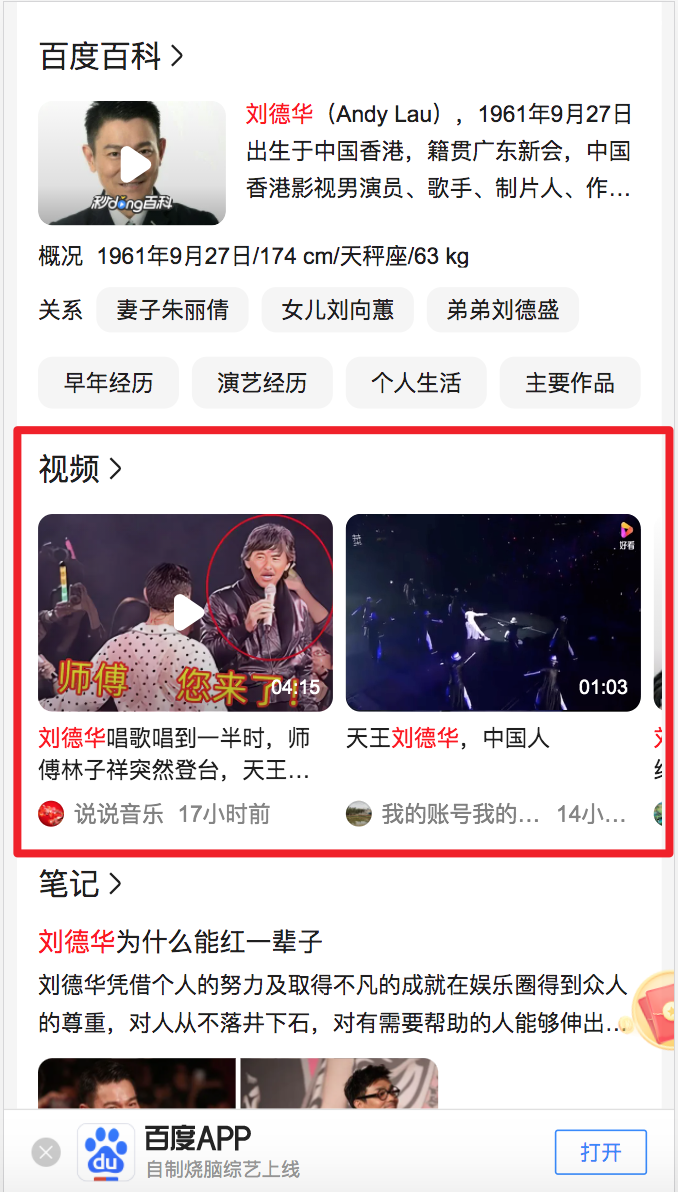 百度百科
刘德华（Andy Lau），1961年9月27日
出生于中国香港，籍贯广东新会，中国
香港影视男演员、歌手、制片人、作...
秒dong百科
概况 1961年9月27日/174 cm/天秤座/63 kg
关系 妻子朱丽倩 女儿刘向蕙 弟弟刘德盛
早年经历 演艺经历 个人生活 主要作品
视频
好看
师傅 您来了！
04:15
01:03
刘德华唱歌唱到一半时，师
傅林子祥突然登台，天王...
天王刘德华，中国人
说说音乐 17小时前
我的账号我的... 14小...
笔记
刘德华为什么能红一辈子
刘德华凭借个人的努力及取得不凡的成就在娱乐圈得到众人
的尊重，对人从不落井下石，对有需要帮助的人能够伸出...
du
百度APP
自制烧脑综艺上线
打开